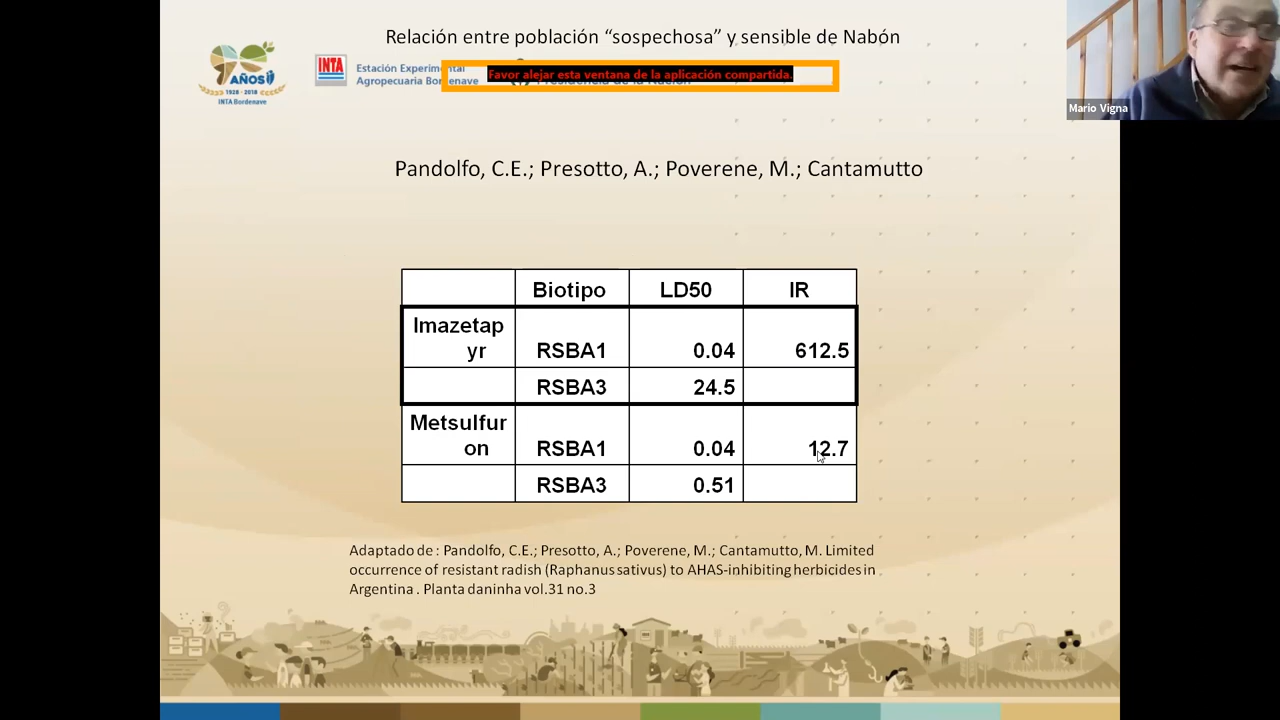 Relación entre población “sospechosa” y sensible de Nabón
AÑOS
1928 - 2018
INTA Bordenave
INTA
Estación Experimental
Agropecuaria Bordenave
Favor alejar esta ventana de la aplicación compartida.
Mario Vigna
Pandolfo, C.E.; Presotto, A.; Poverene, M.; Cantamutto
Biotipo LD50 IR
Imazetap
yr RSBA1 0.04 612.5
RSBA3 24.5
Metsulfur
on RSBA1 0.04 12.7
RSBA3 0.51
Adaptado de : Pandolfo, C.E.; Presotto, A.; Poverene, M.; Cantamutto, M. Limited
occurrence of resistant radish (Raphanus sativus) to AHAS-inhibiting herbicides in
Argentina . Planta daninha vol.31 no.3